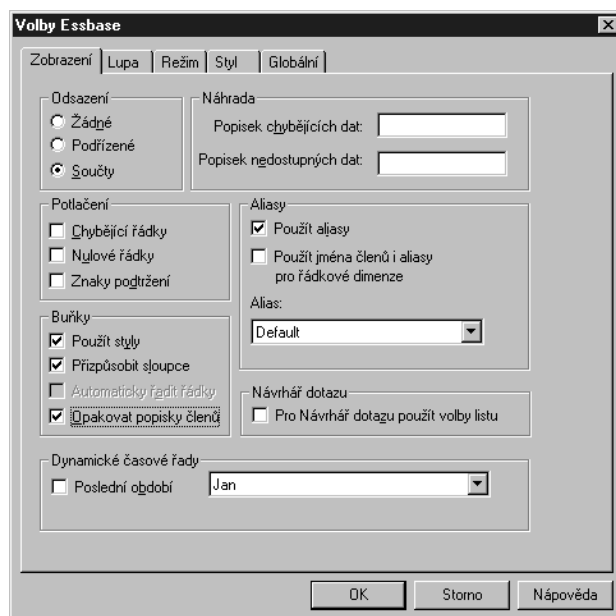 Volby Essbase
Zobrazení
Lupa
Režim
Styl
Globální
Odsazení
Žádné
Podřízené
Součty
Náhrada
Popisek chybějících dat:
Popisek nedostupných dat:
Potlačení
Chybějící řádky
Nulové řádky
Znaky podtržení
Aliasy
Použít aliasy
Použít jména členů i aliasy
pro řádkové dimenze
Alias:
Default
Buňky
Použít styly
Přizpůsobit sloupce
Automaticky řadit řádky
Opakovat popisky členů
Návrhář dotazu
Pro Návrhář dotazu použít volby listu
Dynamické časové řady
Poslední období
Jan
OK
Storno
Nápověda